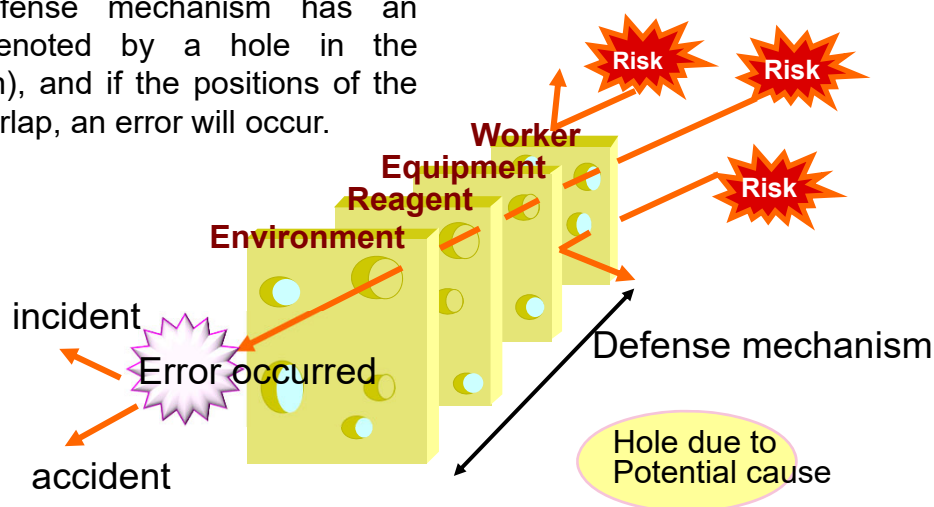 fense mechanism has an
enoted by a hole in the
), and if the positions of the
rlap, an error will occur.
Risk
Risk
Risk
Worker
Equipment
Reagent
Environment
incident
Error occurred
accident
Defense mechanism
Hole due to
Potential cause